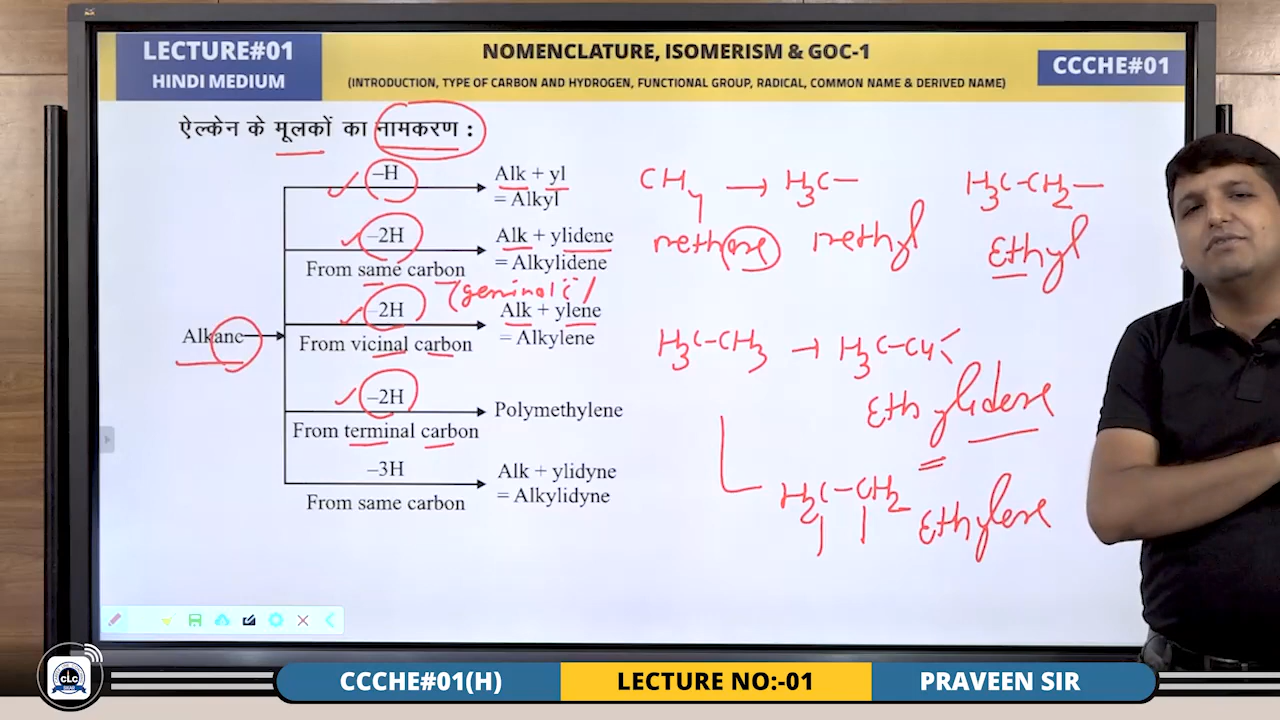 LECTURE#01
HINDI MEDIUM
NOMENCLATURE, ISOMERISM & GOC-1
(INTRODUCTION, TYPE OF CARBON AND HYDROGEN, FUNCTIONAL GROUP, RADICAL, COMMON NAME & DERIVED NAME)
CCCHE#01
ऐल्केन के मूलकों का नामकरण :
Alkane
–H
Alk + yl
= Alkyl
–2H
From same carbon
Alk + ylidene
= Alkylidene
(geminal)
–2H
From vicinal carbon
Alk + ylene
= Alkylene
–2H
From terminal carbon
Polymethylene
–3H
From same carbon
Alk + ylidyne
= Alkylidyne
CH4 → H3C– H3C–CH2–
methane methyl Ethyl
H3C–CH3 → H3C–CH<
Ethylidene
H2C–CH2 Ethylene
CLC
CCCHE#01(H)
LECTURE NO:-01
PRAVEEN SIR